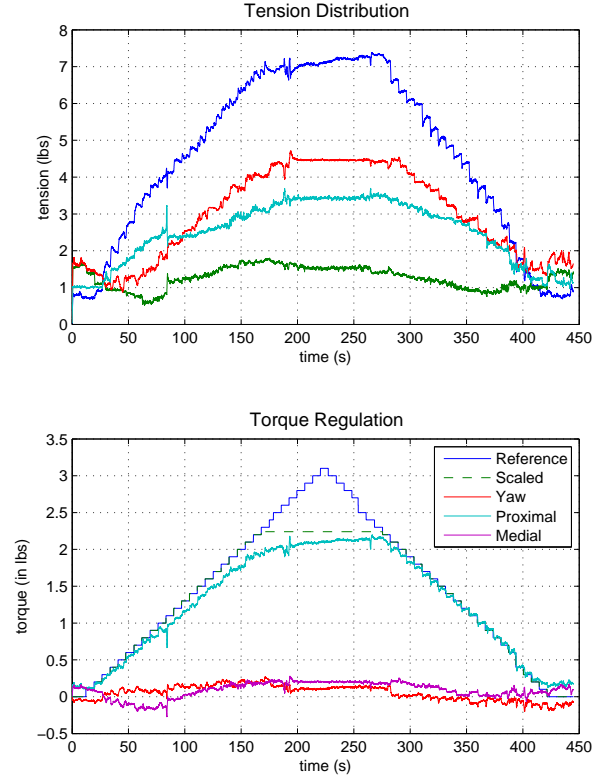 Tension Distribution
8
7
6
5
4
3
2
1
0
tension (lbs)
0 50 100 150 200 250 300 350 400 450
time (s)
Torque Regulation
3.5
3
2.5
2
1.5
1
0.5
0
−0.5
torque (in lbs)
Reference
Scaled
Yaw
Proximal
Medial
0 50 100 150 200 250 300 350 400 450
time (s)